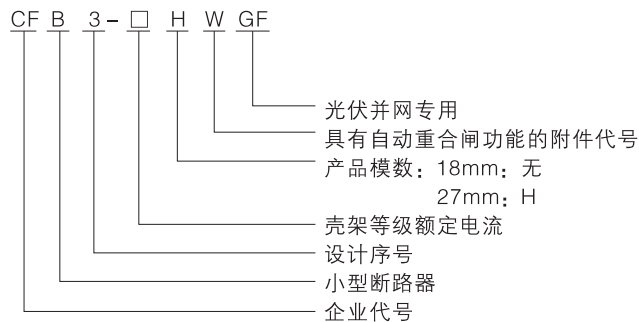 CF B 3 - □ H W GF
光伏并网专用
具有自动重合闸功能的附件代号
产品模数：18mm：无
27mm：H
壳架等级额定电流
设计序号
小型断路器
企业代号